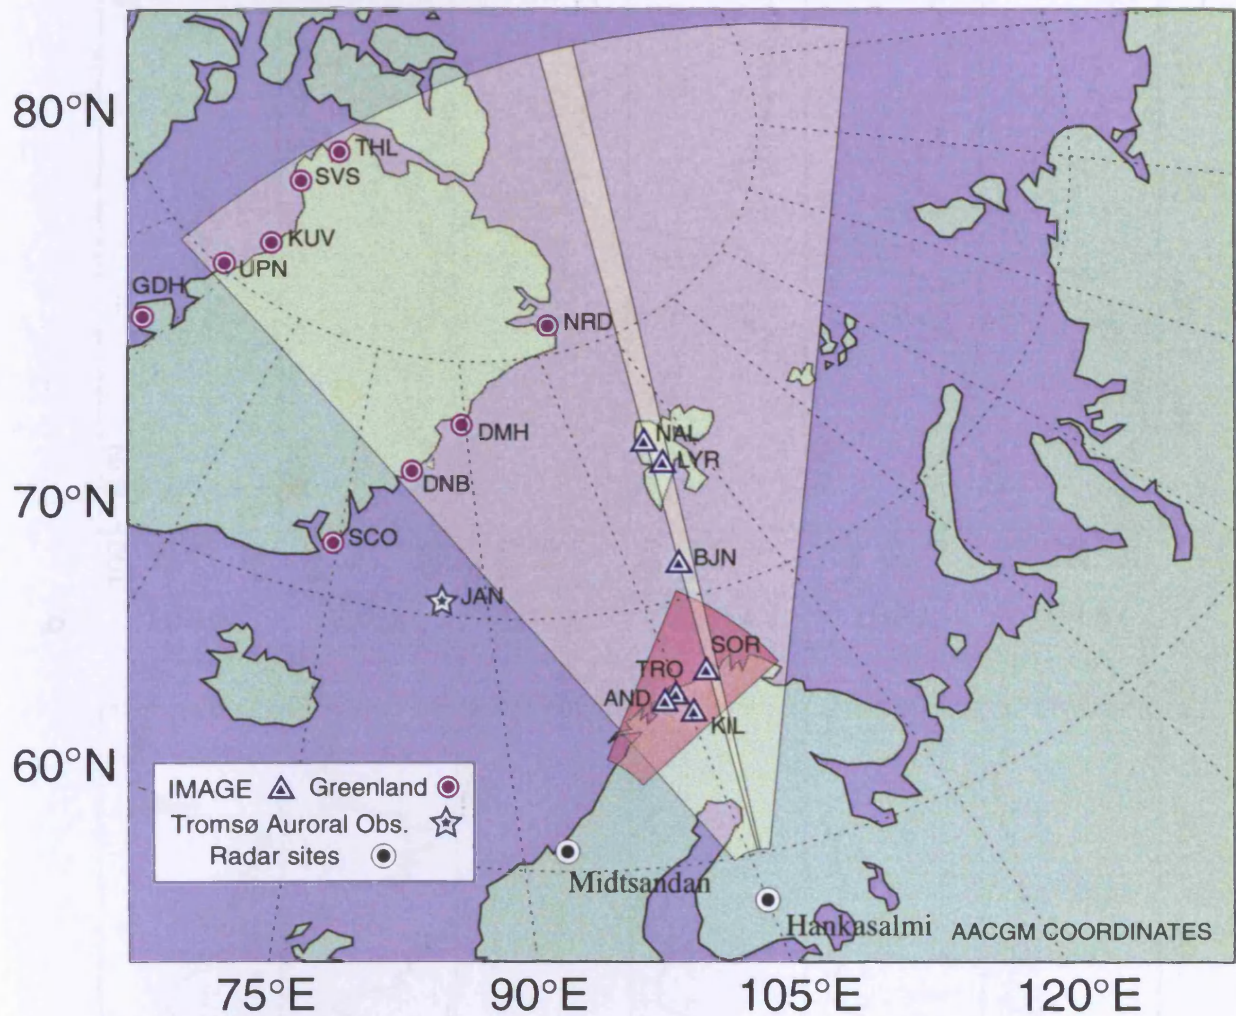 80°N
THL
SVS
KUV
UPN
GDH
NRD
DMH
NAL
LYR
70°N
DNB
SCO
BJN
JAN
SOR
TRO
AND
KIL
60°N
IMAGE Greenland
Tromsø Auroral Obs.
Radar sites
Midtsandan
Hankasalmi
AACGM COORDINATES
75°E 90°E 105°E 120°E